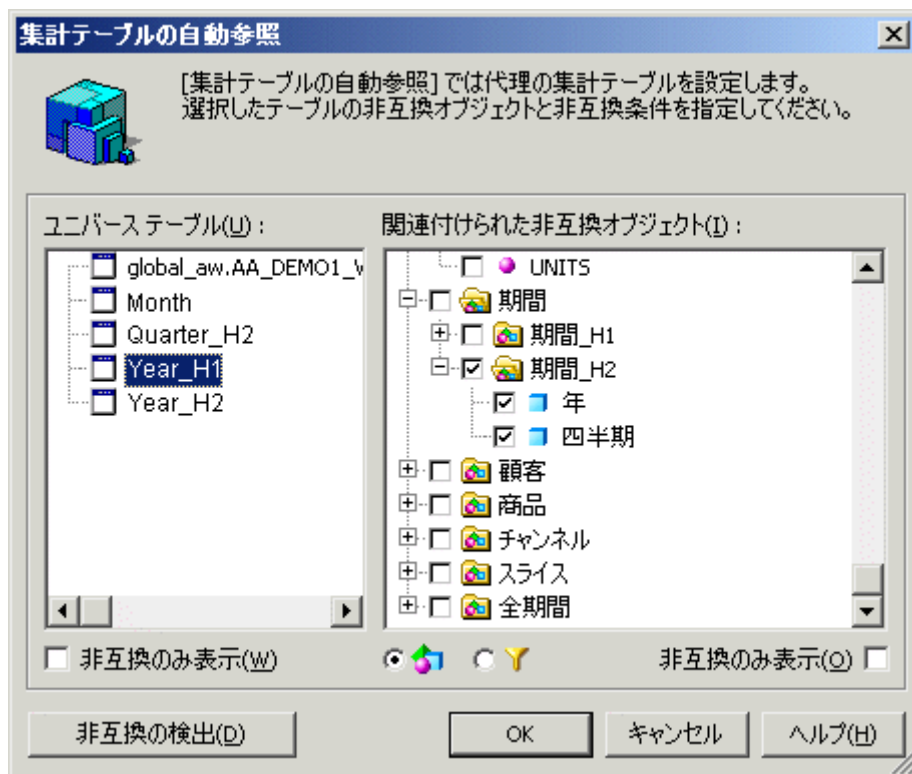 集計テーブルの自動参照
[集計テーブルの自動参照]では代理の集計テーブルを設定します。
選択したテーブルの非互換オブジェクトと非互換条件を指定してください。
ユニバース テーブル(U)：
global_aw.AA_DEMO1_V
Month
Quarter_H2
Year_H1
Year_H2
関連付けられた非互換オブジェクト(I)：
UNITS
期間
期間_H1
期間_H2
年
四半期
顧客
商品
チャンネル
スライス
全期間
非互換のみ表示(W)
非互換のみ表示(O)
非互換の検出(D)
OK
キャンセル
ヘルプ(H)